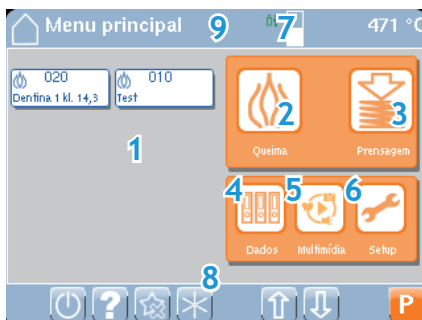 Menu principal 9 7 471 °C
020 010
Dentina 1 kl. 14,3 Test
1
2 3
Queima Prensagem
4 5 6
Dados Multimídia Setup
8
? P